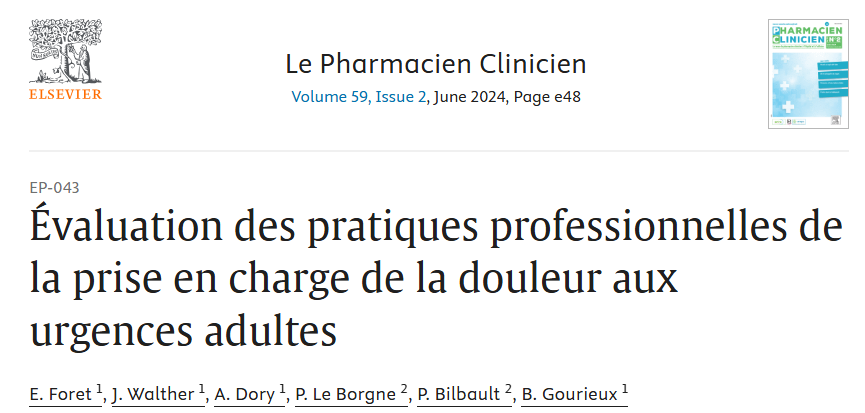 Le Pharmacien Clinicien
Volume 59, Issue 2, June 2024, Page e48
ELSEVIER
PHARMACIEN
CLINICIEN
EP-043
Évaluation des pratiques professionnelles de
la prise en charge de la douleur aux
urgences adultes
E. Foret 1, J. Walther 1, A. Dory 1, P. Le Borgne 2, P. Bilbault 2, B. Gourieux 1